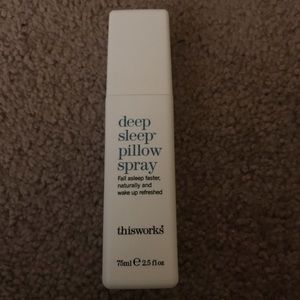 deep
sleep®
pillow
spray
Fall asleep faster,
naturally and
wake up refreshed
thisworks®
75ml ℮ 2.5 fl oz